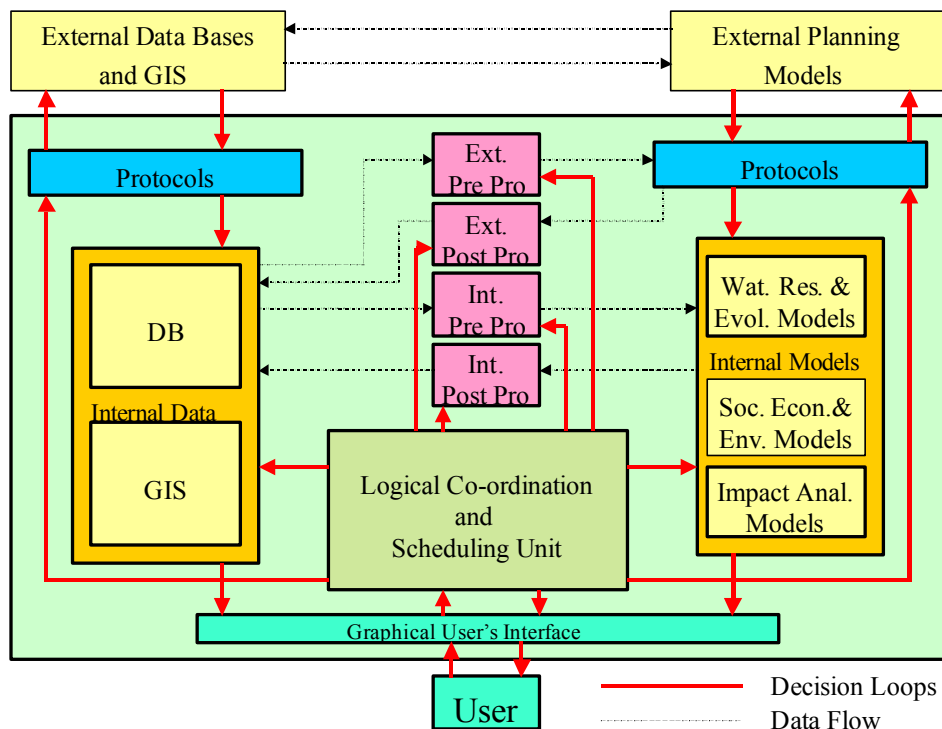 External Data Bases
and GIS
External Planning
Models
Protocols
Ext.
Pre Pro
Protocols
Ext.
Post Pro
Int.
Pre Pro
Int.
Post Pro
DB
Internal Data
GIS
Wat. Res. &
Evol. Models
Internal Models
Soc. Econ.&
Env. Models
Impact Anal.
Models
Logical Co-ordination
and
Scheduling Unit
Graphical User's Interface
User
Decision Loops
Data Flow